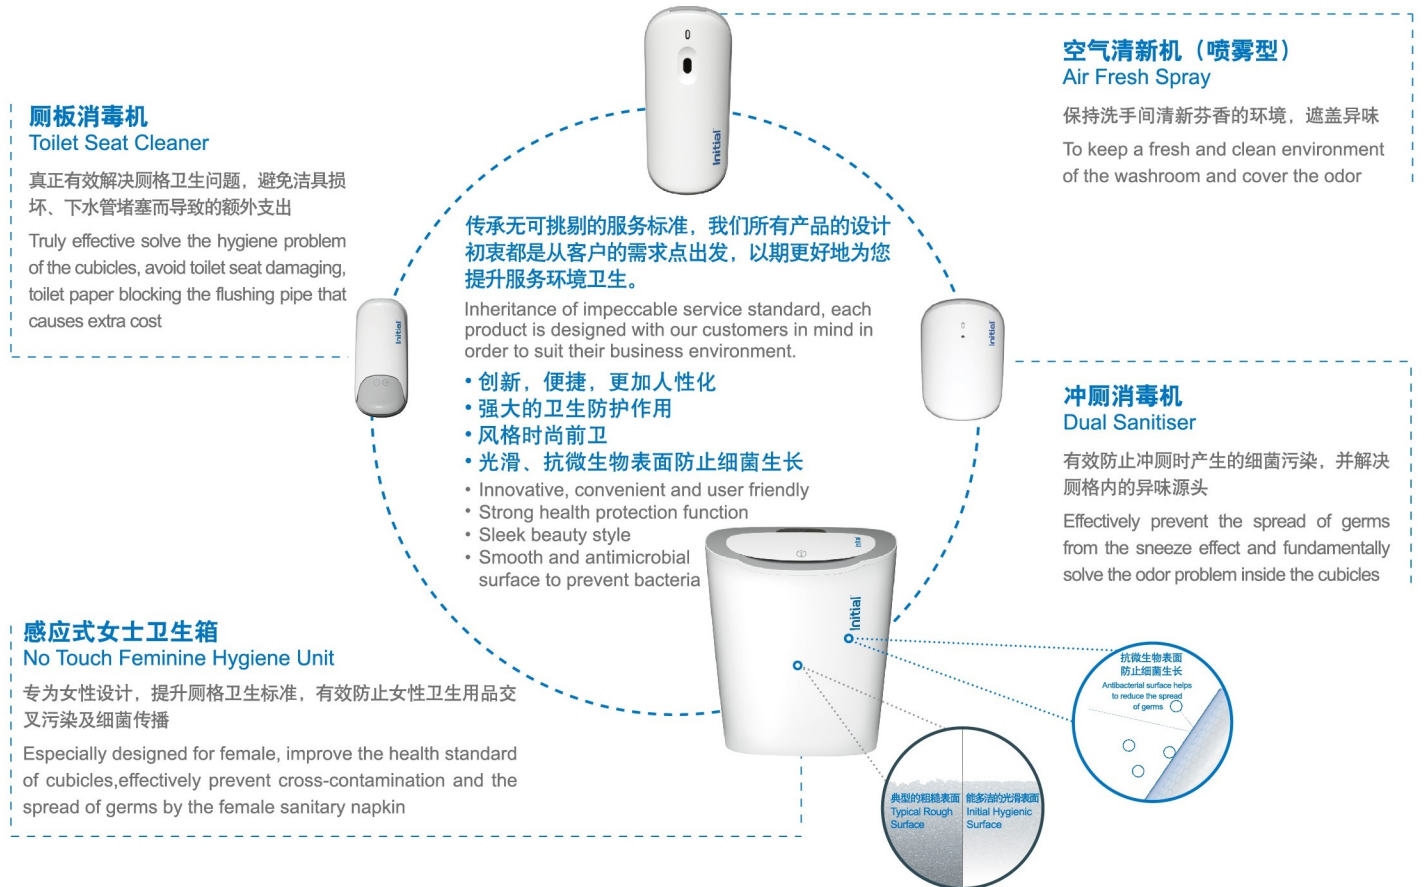 空气清新机（喷雾型）
Air Fresh Spray
保持洗手间清新芬香的环境，遮盖异味
To keep a fresh and clean environment
of the washroom and cover the odor
Initial
厕板消毒机
Toilet Seat Cleaner
真正有效解决厕格卫生问题，避免洁具损
坏、下水管堵塞而导致的额外支出
Truly effective solve the hygiene problem
of the cubicles, avoid toilet seat damaging,
toilet paper blocking the flushing pipe that
causes extra cost
Initial
传承无可挑剔的服务标准，我们所有产品的设计
初衷都是从客户的需求点出发，以期更好地为您
提升服务环境卫生。
Inheritance of impeccable service standard, each
product is designed with our customers in mind in
order to suit their business environment.
• 创新，便捷，更加人性化
• 强大的卫生防护作用
• 风格时尚前卫
• 光滑、抗微生物表面防止细菌生长
• Innovative, convenient and user friendly
• Strong health protection function
• Sleek beauty style
• Smooth and antimicrobial
surface to prevent bacteria
Initial
冲厕消毒机
Dual Sanitiser
有效防止冲厕时产生的细菌污染，并解决
厕格内的异味源头
Effectively prevent the spread of germs
from the sneeze effect and fundamentally
solve the odor problem inside the cubicles
感应式女士卫生箱
No Touch Feminine Hygiene Unit
专为女性设计，提升厕格卫生标准，有效防止女性卫生用品交
叉污染及细菌传播
Especially designed for female, improve the health standard
of cubicles,effectively prevent cross-contamination and the
spread of germs by the female sanitary napkin
Initial
Initial
抗微生物表面
防止细菌生长
Antibacterial surface helps
to reduce the spread
of germs
典型的粗糙表面
Typical Rough
Surface
能多洁的光滑表面
Initial Hygienic
Surface